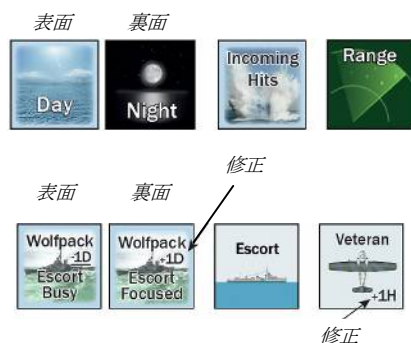 表面 裏面
Day
Night
Incoming
Hits
Range
修正
表面 裏面
Wolfpack
-1D
Escort
Busy
Wolfpack
+1D
Escort
Focused
Escort
Veteran
+1H
修正